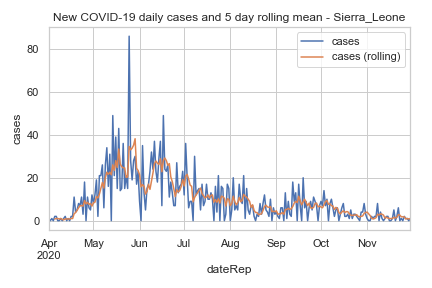 New COVID-19 daily cases and 5 day rolling mean - Sierra_Leone
cases
cases (rolling)
80
60
40
20
0
cases
Apr May Jun Jul Aug Sep Oct Nov
2020
dateRep